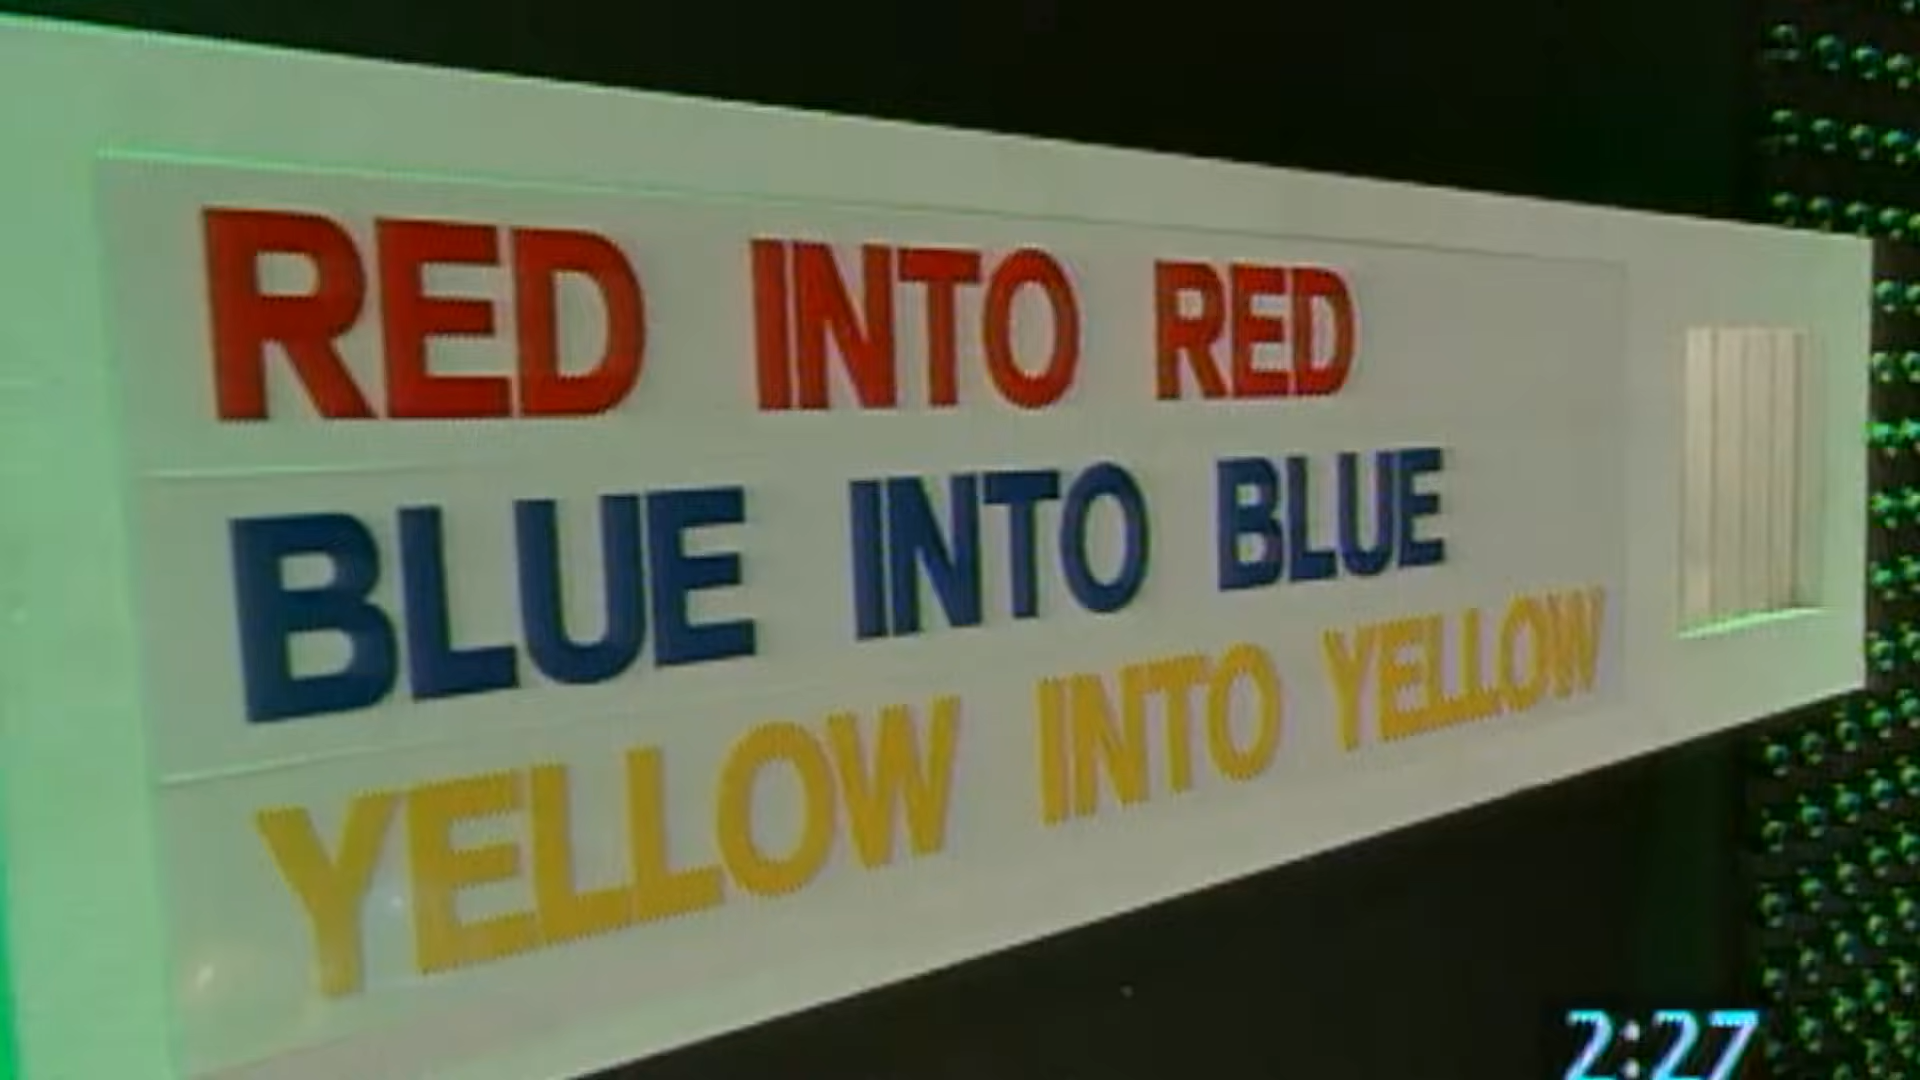 RED INTO RED
BLUE INTO BLUE
YELLOW INTO YELLOW
2:27